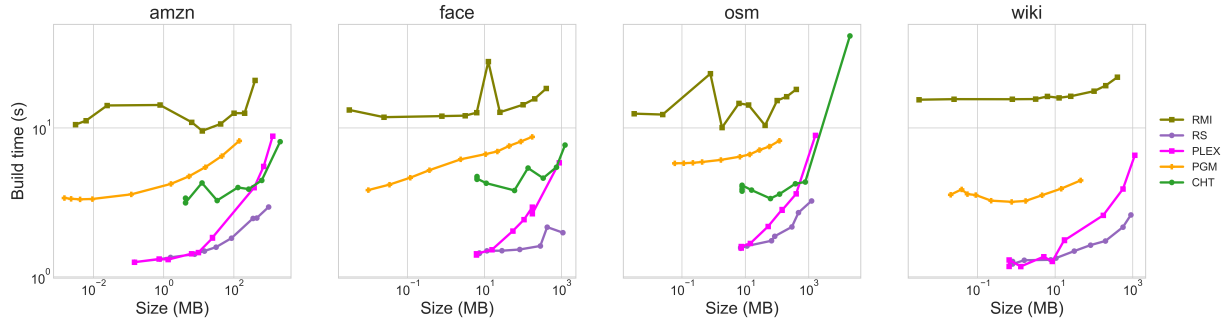 amzn face osm wiki
Build time (s)
10¹
10⁰
10⁻² 10⁰ 10² 10⁻¹ 10¹ 10³ 10⁻¹ 10¹ 10³ 10⁻¹ 10¹ 10³
Size (MB) Size (MB) Size (MB) Size (MB)
RMI
RS
PLEX
PGM
CHT